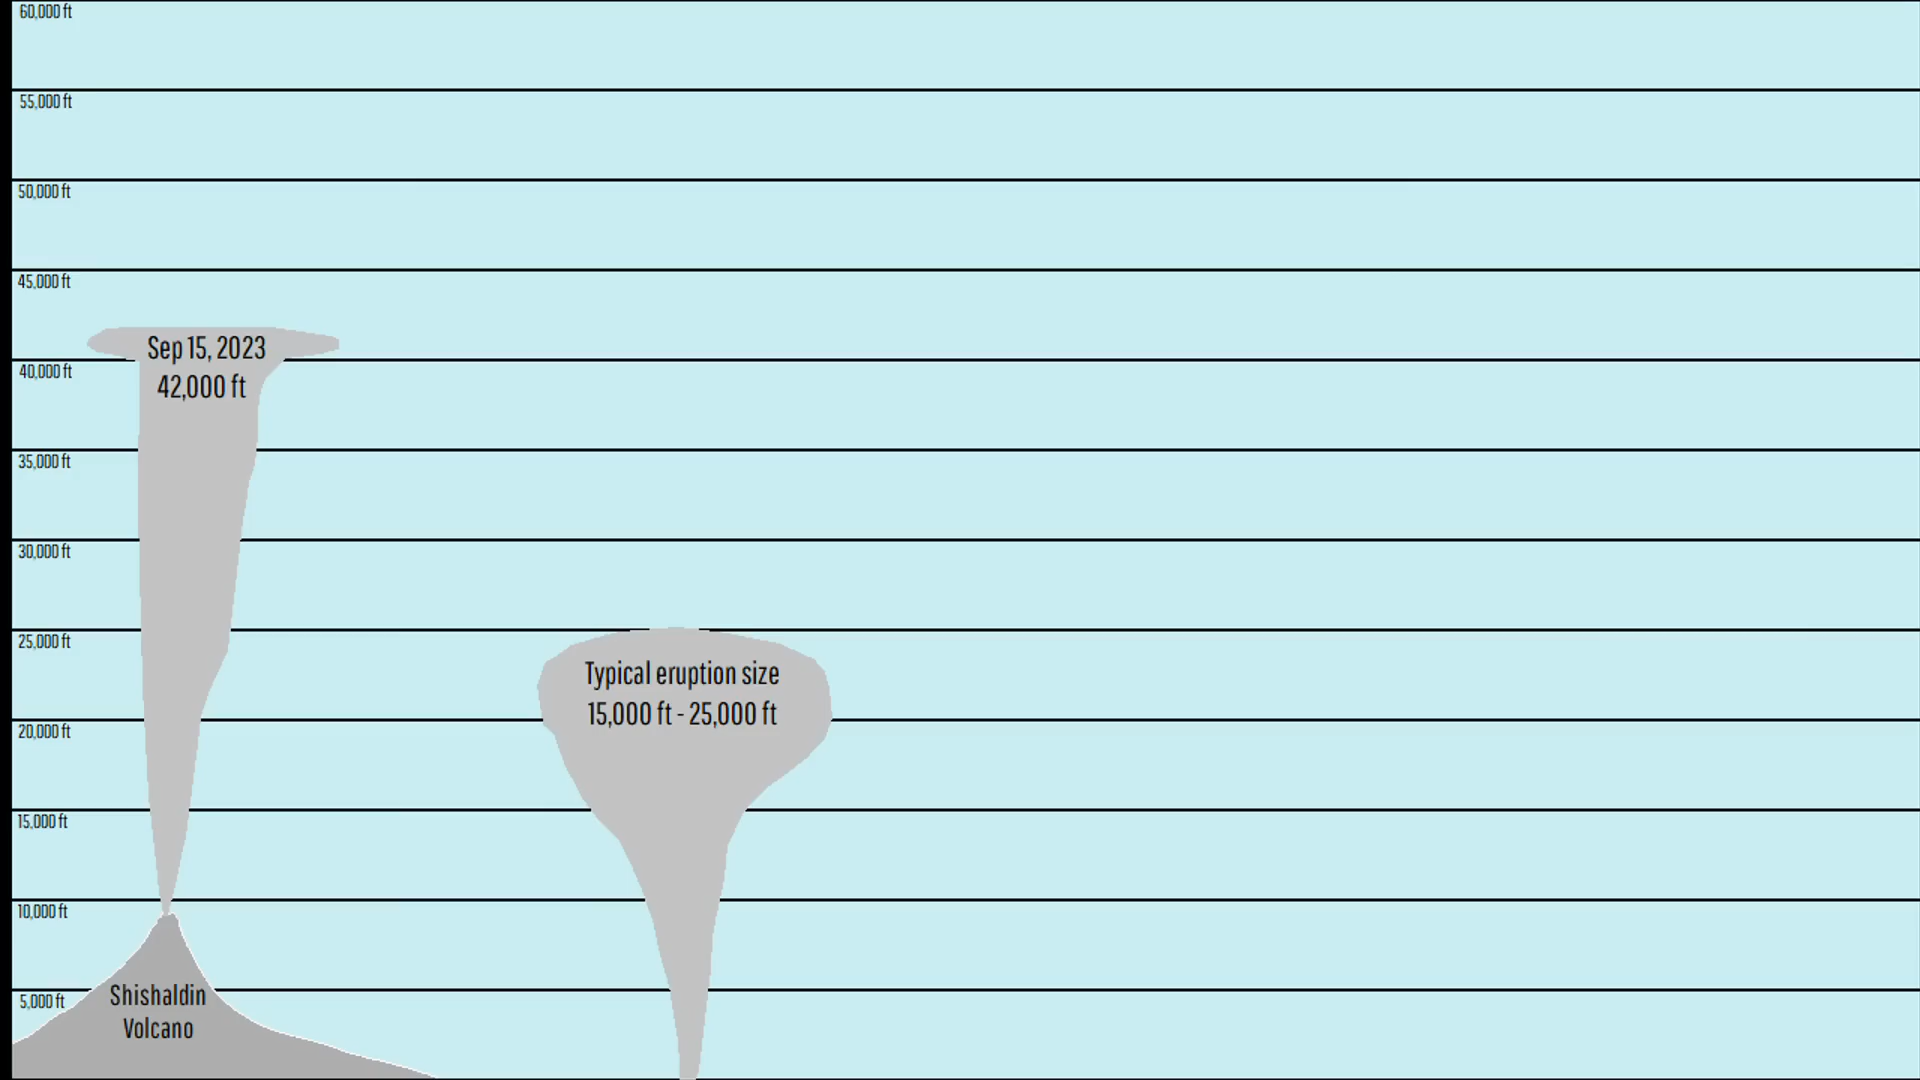 60,000 ft
55,000 ft
50,000 ft
45,000 ft
Sep 15, 2023
40,000 ft
42,000 ft
35,000 ft
30,000 ft
25,000 ft
Typical eruption size
15,000 ft - 25,000 ft
20,000 ft
15,000 ft
10,000 ft
5,000 ft
Shishaldin
Volcano